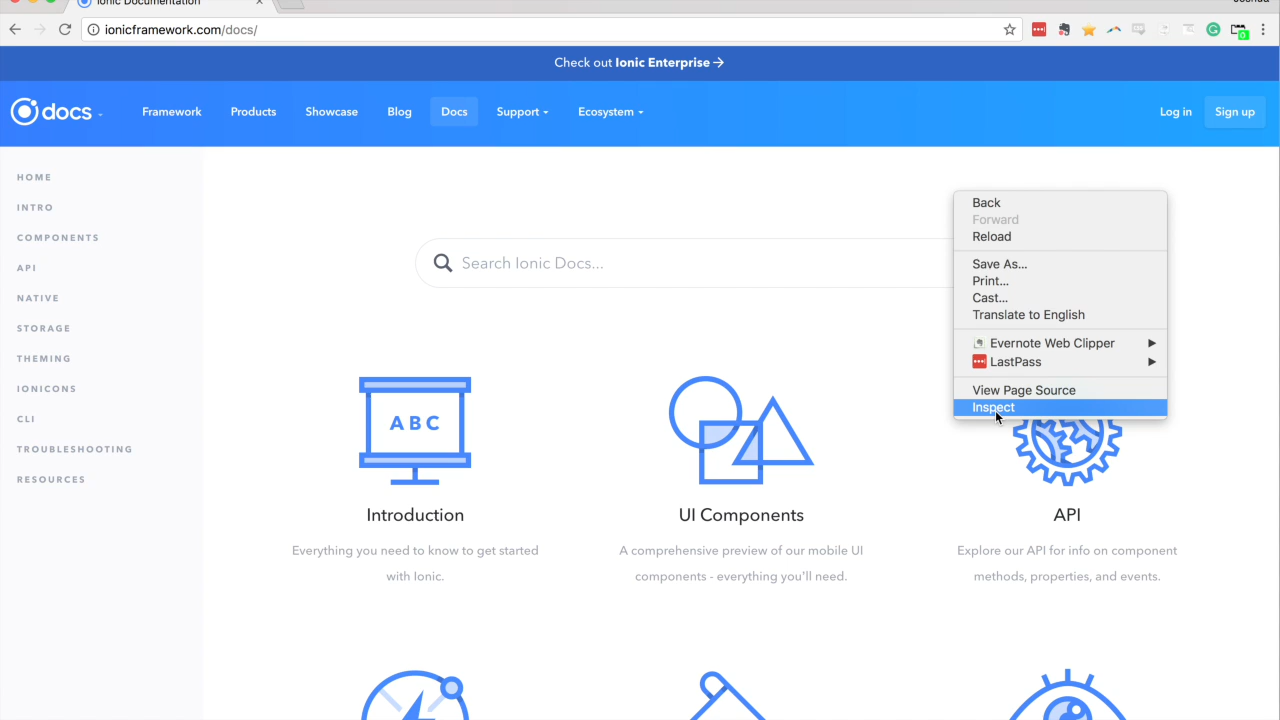 Ionic Documentation
ionicframework.com/docs/
Check out Ionic Enterprise →
docs
Framework
Products
Showcase
Blog
Docs
Support
Ecosystem
Log in
Sign up
HOME
INTRO
COMPONENTS
API
NATIVE
STORAGE
THEMING
IONICONS
CLI
TROUBLESHOOTING
RESOURCES
Search Ionic Docs...
Back
Forward
Reload
Save As...
Print...
Cast...
Translate to English
Evernote Web Clipper
LastPass
View Page Source
Inspect
ABC
Introduction
Everything you need to know to get started
with Ionic.
UI Components
A comprehensive preview of our mobile UI
components - everything you'll need.
API
Explore our API for info on component
methods, properties, and events.